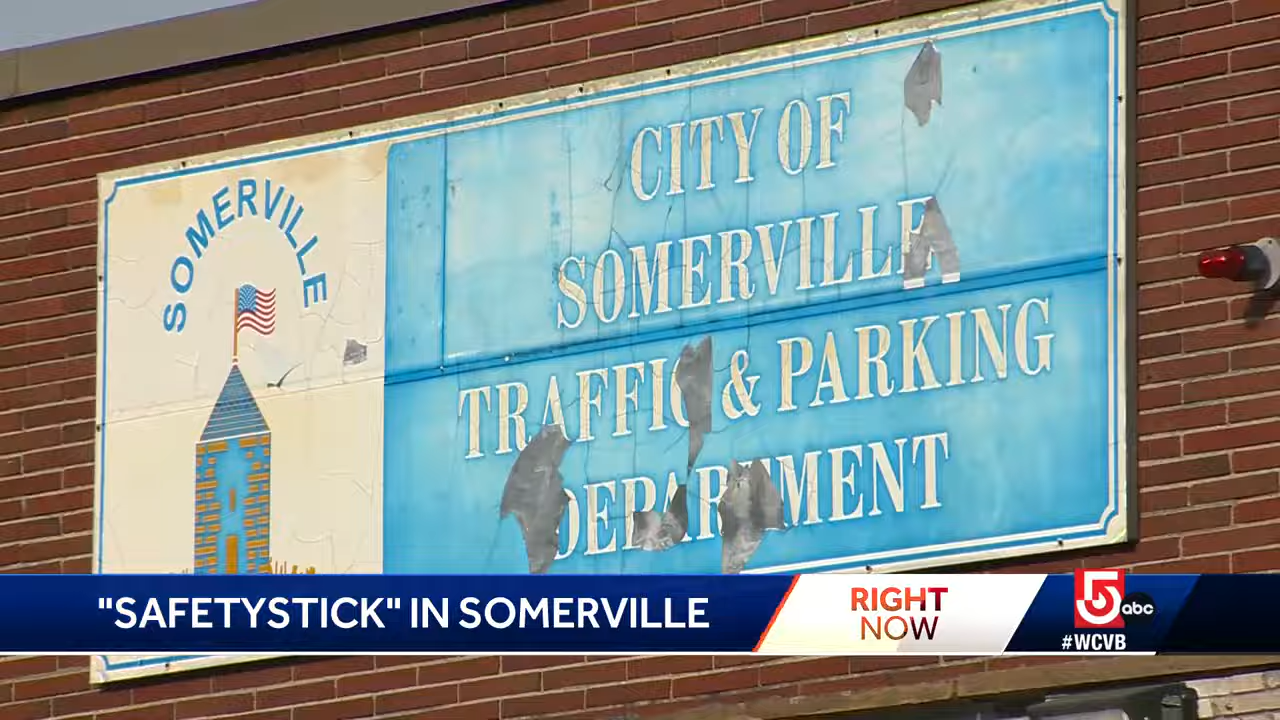 SOMERVILLE
CITY OF
SOMERVILLE
TRAFFIC & PARKING
DEPARTMENT
"SAFETYSTICK" IN SOMERVILLE
RIGHT
NOW
5
abc
#WCVB